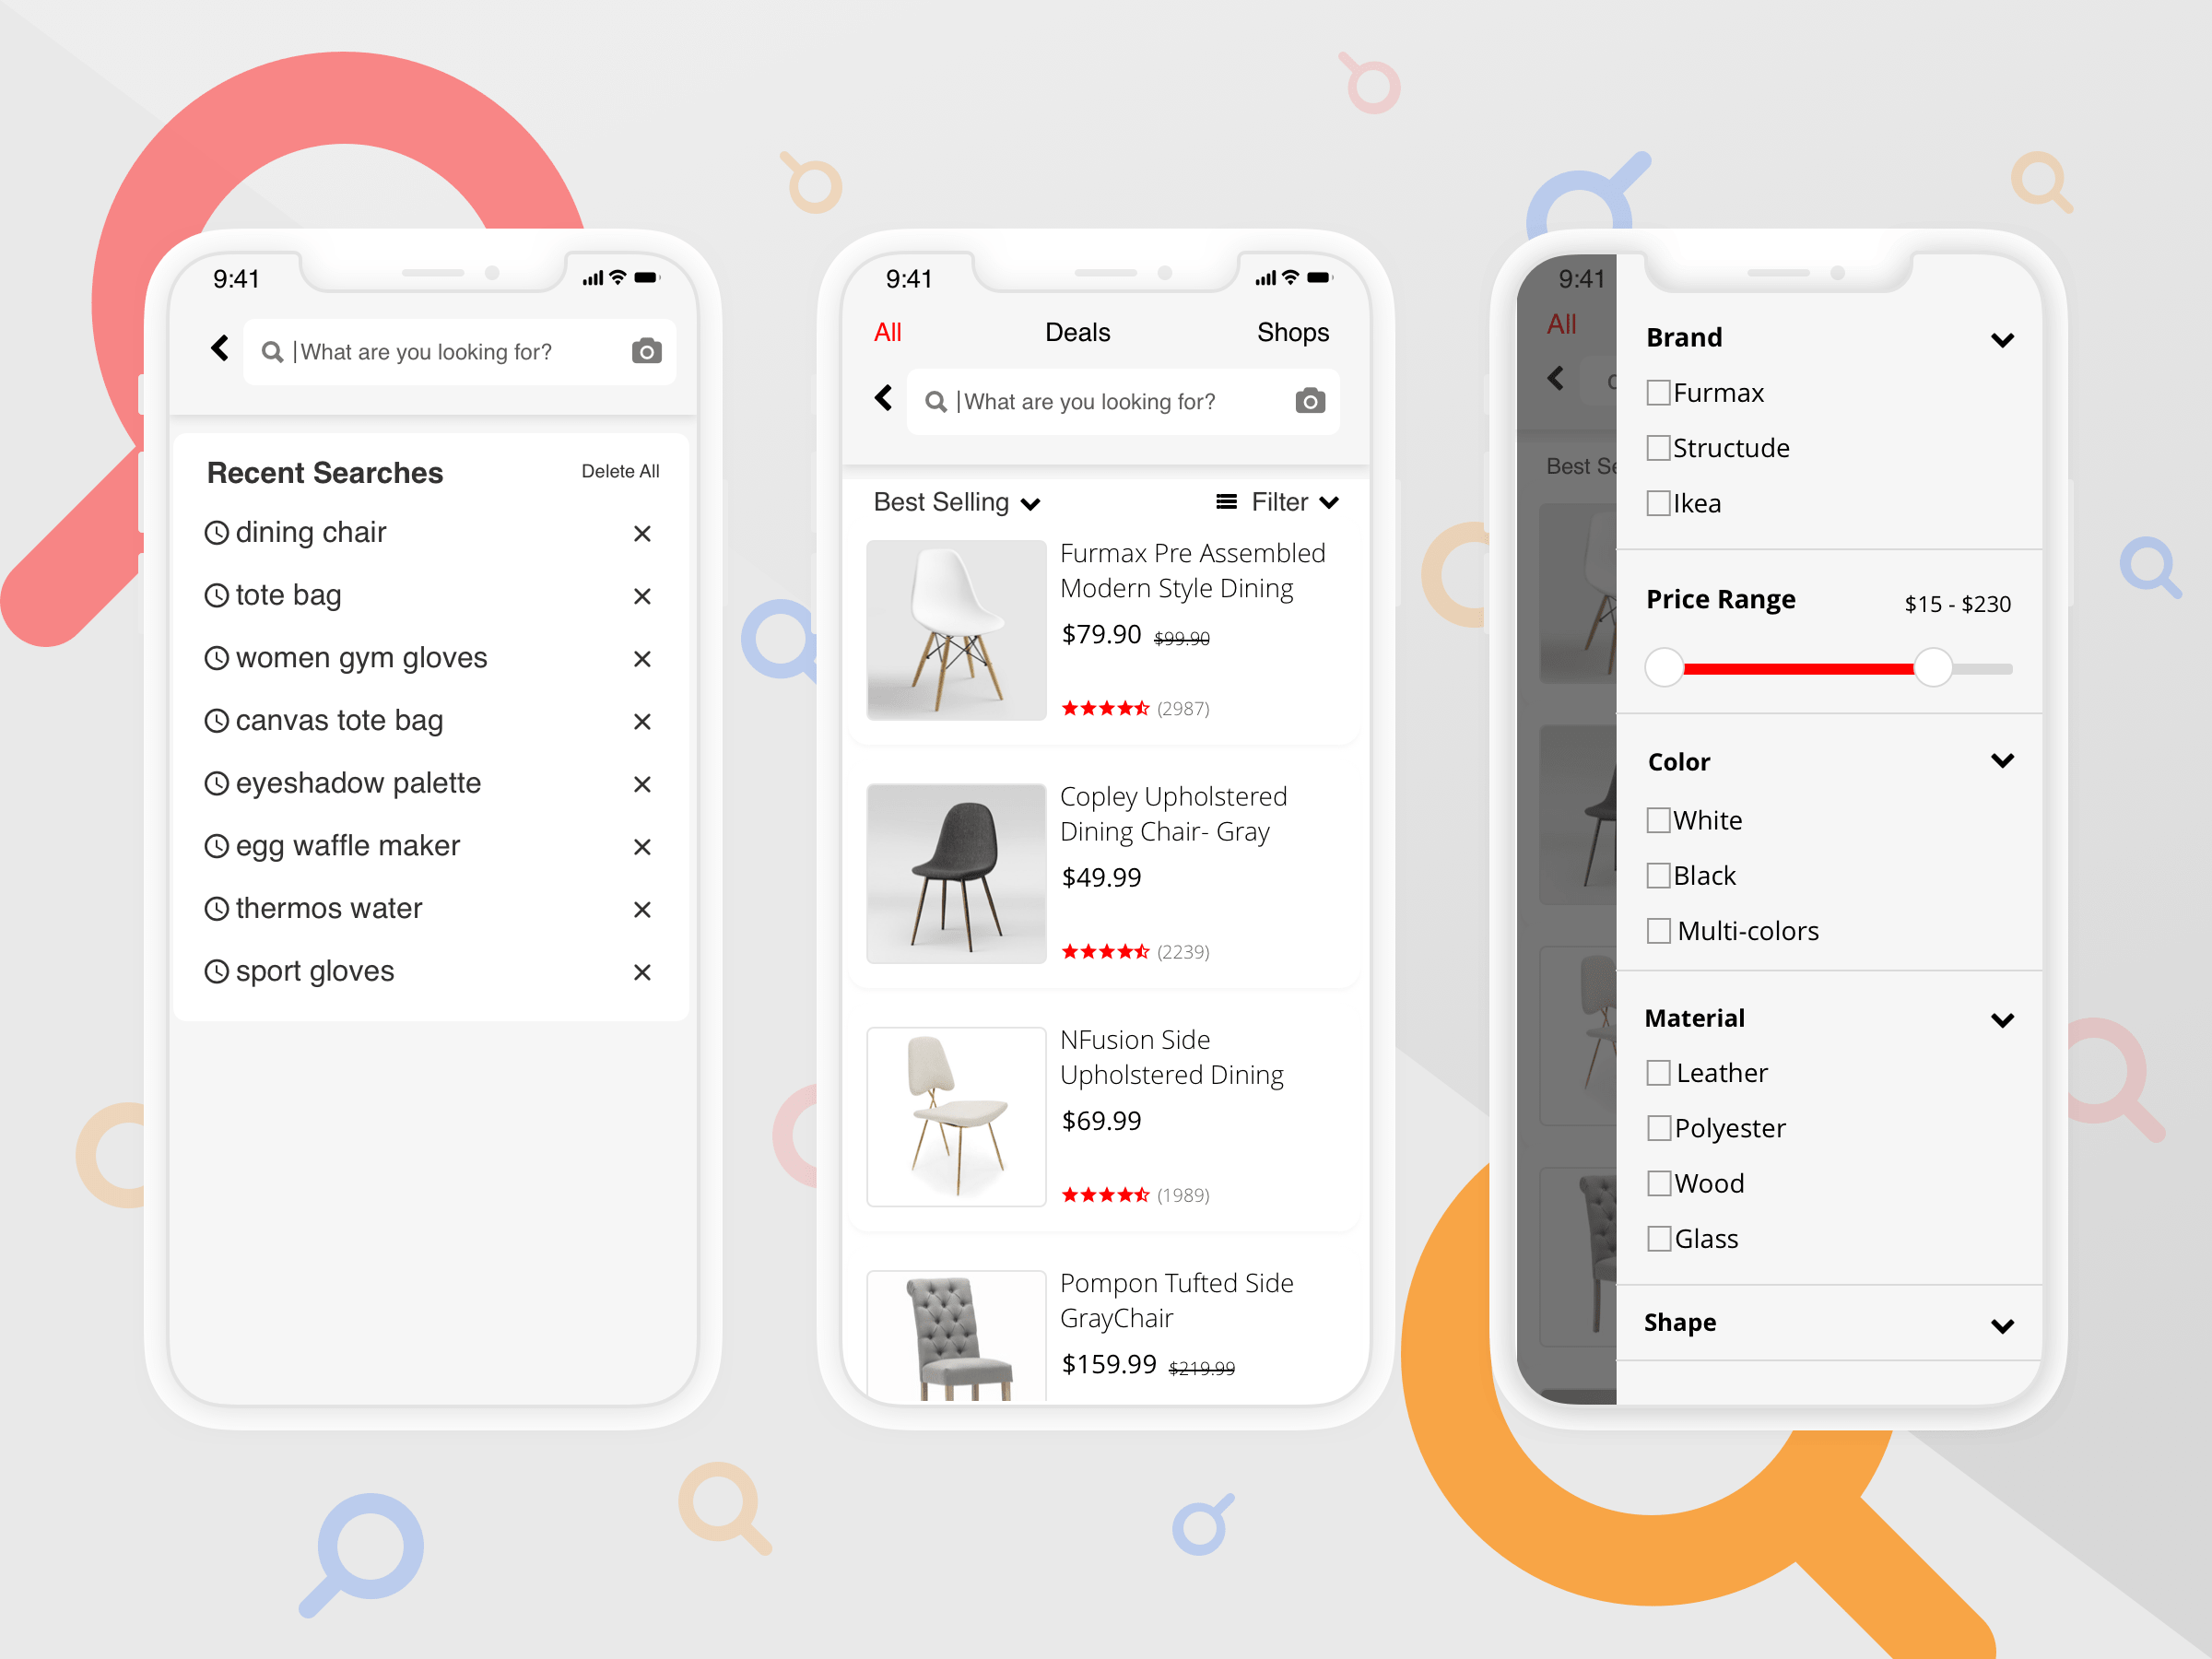 9:41
What are you looking for?
Recent Searches
Delete All
dining chair
tote bag
women gym gloves
canvas tote bag
eyeshadow palette
egg waffle maker
thermos water
sport gloves
9:41
All
Deals
Shops
What are you looking for?
Best Selling
Filter
Furmax Pre Assembled
Modern Style Dining
$79.90 $99.90
(2987)
Copley Upholstered
Dining Chair- Gray
$49.99
(2239)
NFusion Side
Upholstered Dining
$69.99
(1989)
Pompon Tufted Side
GrayChair
$159.99 $219.99
9:41
All
Best Se
Brand
Furmax
Structude
Ikea
Price Range
$15 - $230
Color
White
Black
Multi-colors
Material
Leather
Polyester
Wood
Glass
Shape